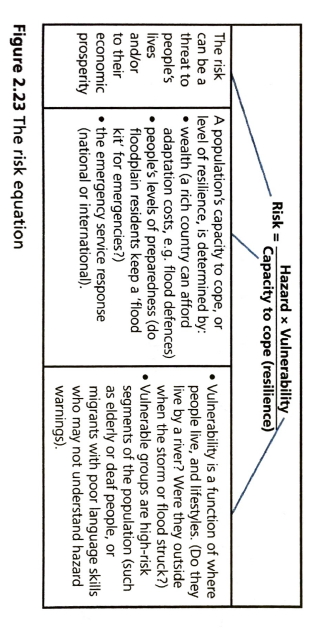 Risk = Hazard × Vulnerability
Capacity to cope (resilience)
The risk
can be a
threat to
people's
lives
and/or
to their
economic
prosperity
A population's capacity to cope, or
level of resilience, is determined by:
• wealth (a rich country can afford
adaptation costs, e.g. flood defences)
• people's levels of preparedness (do
floodplain residents keep a 'flood
kit' for emergencies?)
• the emergency service response
(national or international).
• Vulnerability is a function of where
people live, and lifestyles. (Do they
live by a river? Were they outside
when the storm or flood struck?)
• Vulnerable groups are high-risk
segments of the population (such
as elderly or deaf people, or
migrants with poor language skills
who may not understand hazard
warnings).
Figure 2.23 The risk equation